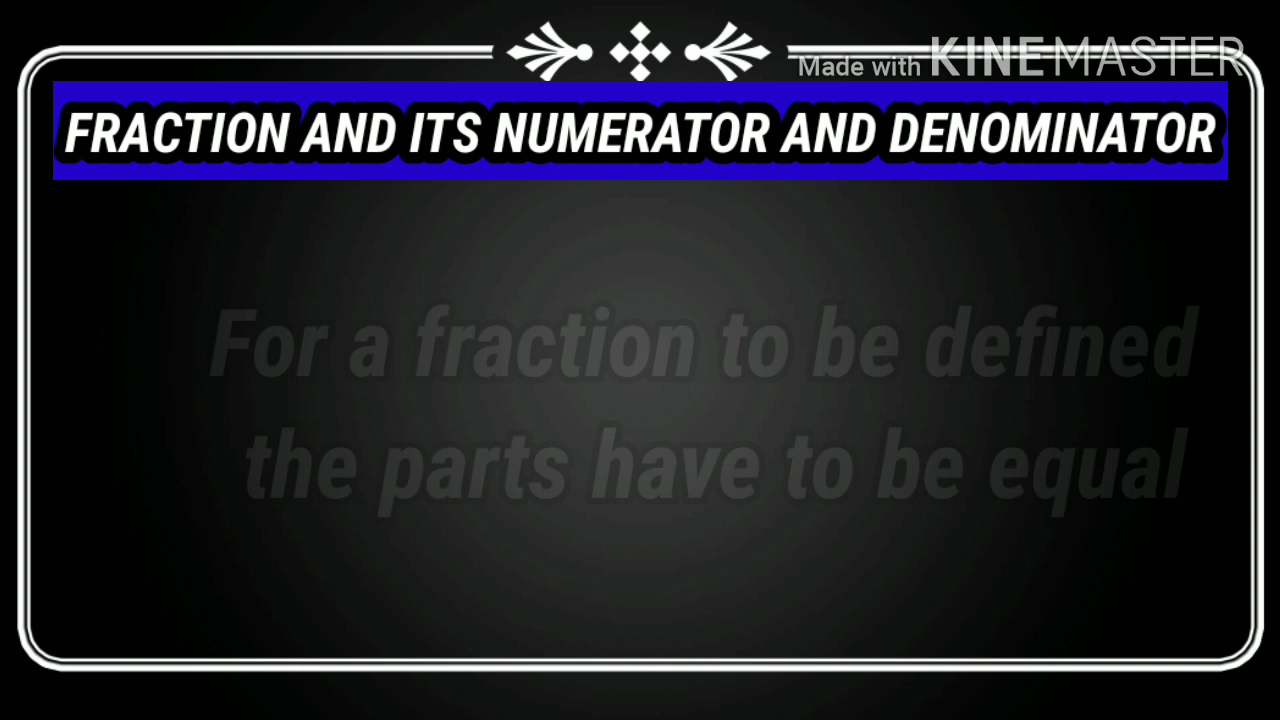 Made with KINEMASTER
FRACTION AND ITS NUMERATOR AND DENOMINATOR
For a fraction to be defined
the parts have to be equal